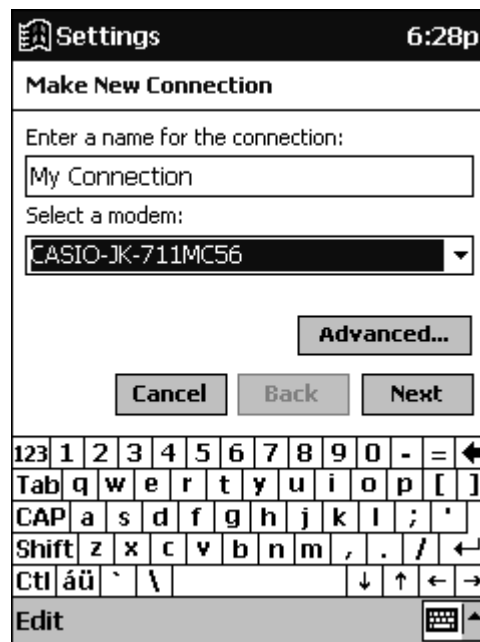 Settings 6:28p
Make New Connection
Enter a name for the connection:
My Connection
Select a modem:
CASIO-JK-711MC56
Advanced...
Cancel Back Next
123 1 2 3 4 5 6 7 8 9 0 - = ←
Tab q w e r t y u i o p [ ]
CAP a s d f g h j k l ; '
Shift z x c v b n m , . / ↵
Ctl áü ` \ ↓ ↑ ← →
Edit